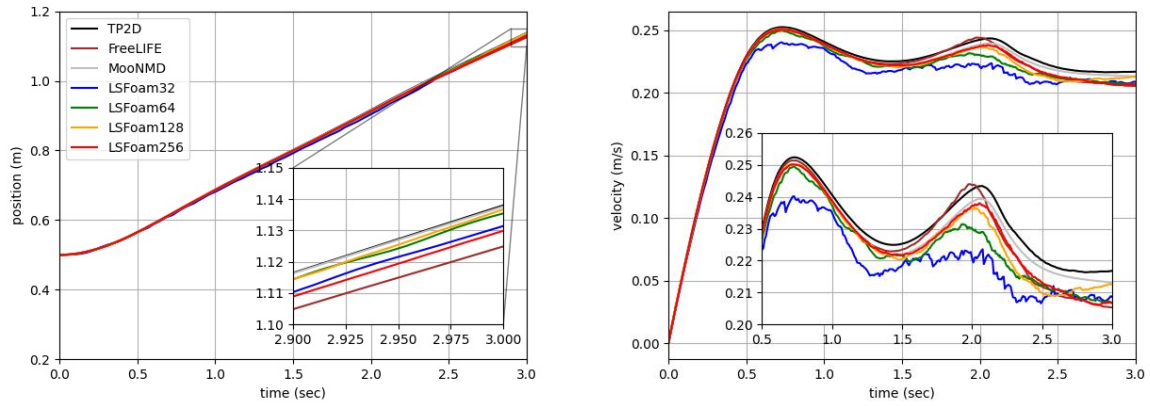 1.2
1.0
0.8
0.6
0.4
0.2
position (m)
TP2D
FreeLIFE
MooNMD
LSFoam32
LSFoam64
LSFoam128
LSFoam256
1.15
1.14
1.13
1.12
1.11
1.10
2.900 2.925 2.950 2.975 3.000
0.0 0.5 1.0 1.5 2.0 2.5 3.0
time (sec)
0.25
0.20
0.15
0.10
0.05
0.00
velocity (m/s)
0.26
0.25
0.24
0.23
0.22
0.21
0.20
0.5 1.0 1.5 2.0 2.5 3.0
0.0 0.5 1.0 1.5 2.0 2.5 3.0
time (sec)